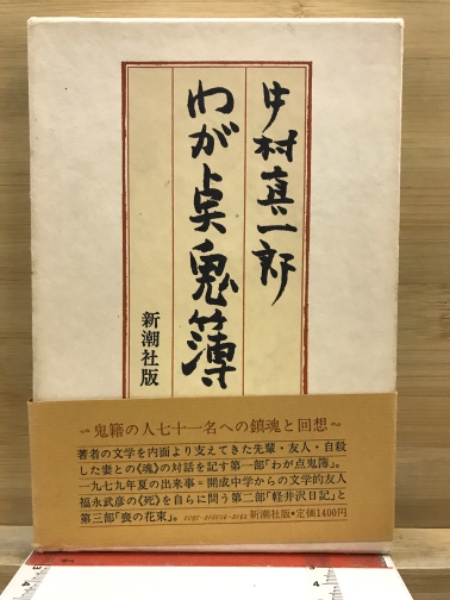 中村真一郎
わが点鬼簿
新潮社版
~鬼籍の人七十一名への鎮魂と回想~
著者の文学を内面より支えてきた先輩・友人・自殺
した妻との《魂》の対話を記す第一部「わが点鬼簿」。
一九七九年夏の出来事=開成中学からの文学的友人
福永武彦の《死》を自らに問う第二部「軽井沢日記」と
第三部「喪の花束」。
新潮社版・定価1400円